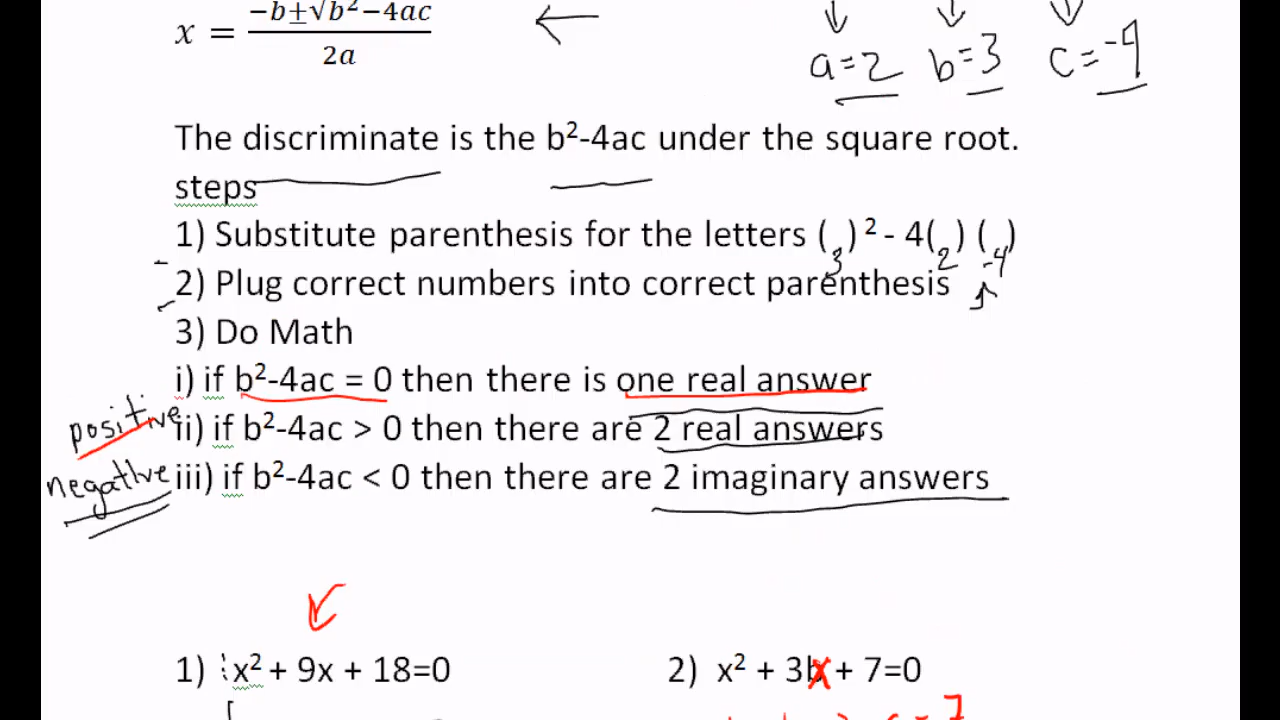 x = −b±√b²−4ac / 2a
a=2 b=3 c=-4
The discriminate is the b²-4ac under the square root.
steps
1) Substitute parenthesis for the letters (3)² - 4(2) (-4)
2) Plug correct numbers into correct parenthesis
3) Do Math
i) if b²-4ac = 0 then there is one real answer
positive ii) if b²-4ac > 0 then there are 2 real answers
negative iii) if b²-4ac < 0 then there are 2 imaginary answers
1) x² + 9x + 18=0
2) x² + 3x + 7=0